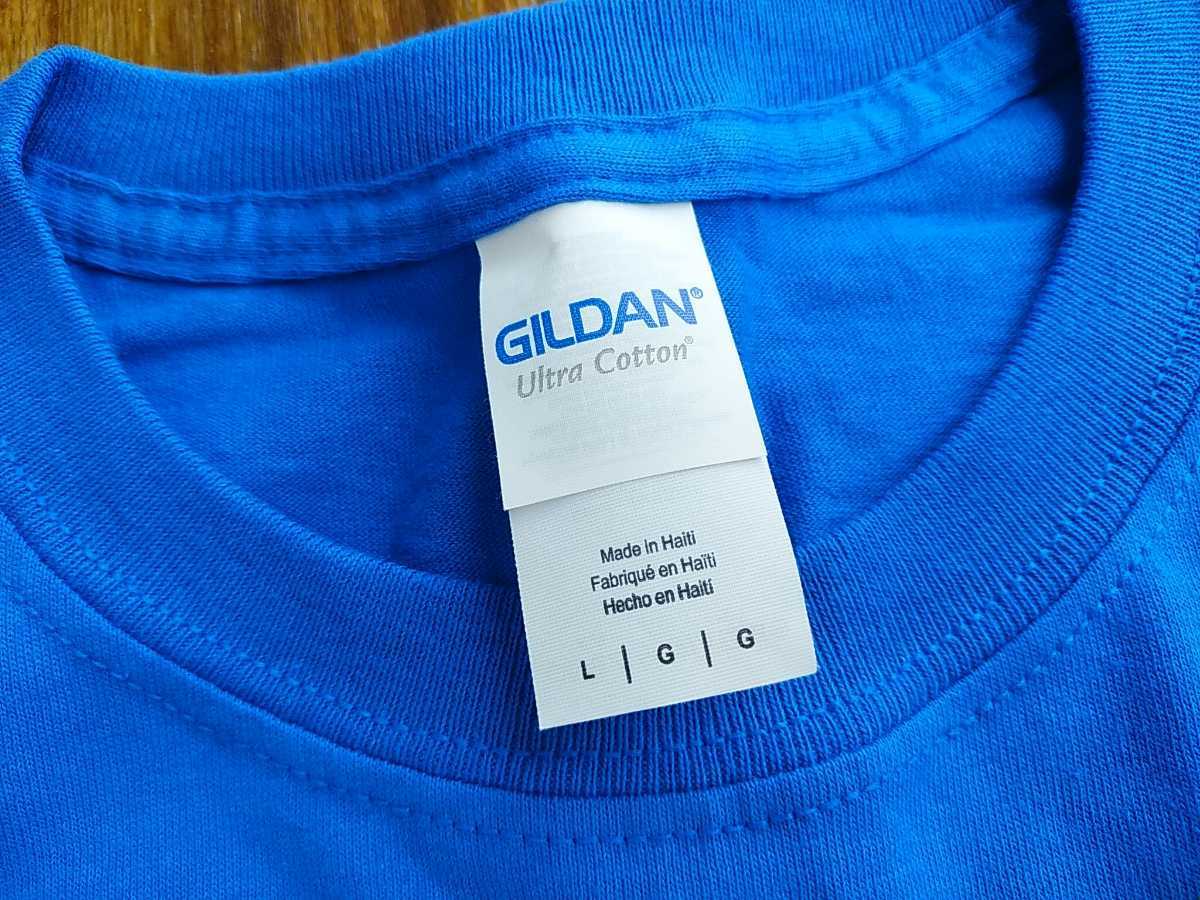 GILDAN®
Ultra Cotton®
Made in Haiti
Fabriqué en Haïti
Hecho en Haití
L | G | G